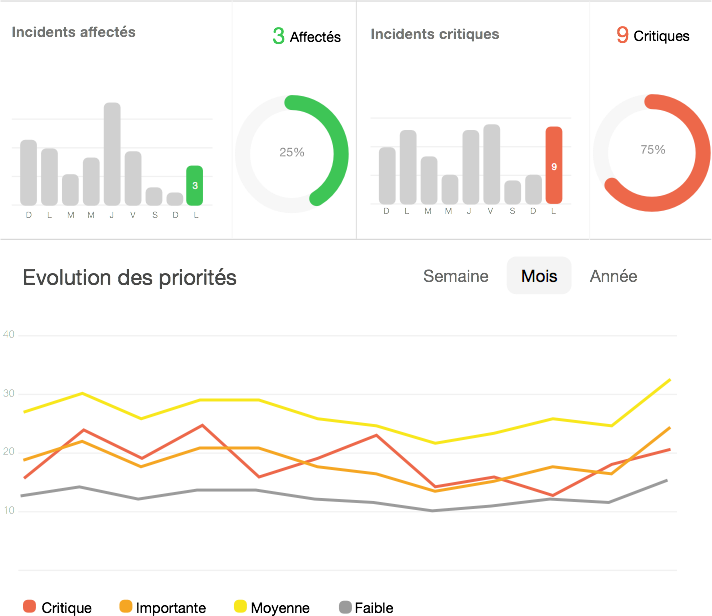 Incidents affectés
3 Affectés
25%
3
D L M M J V S D L
Incidents critiques
9 Critiques
75%
9
D L M M J V S D L
Evolution des priorités
Semaine Mois Année
40
30
20
10
Critique Importante Moyenne Faible